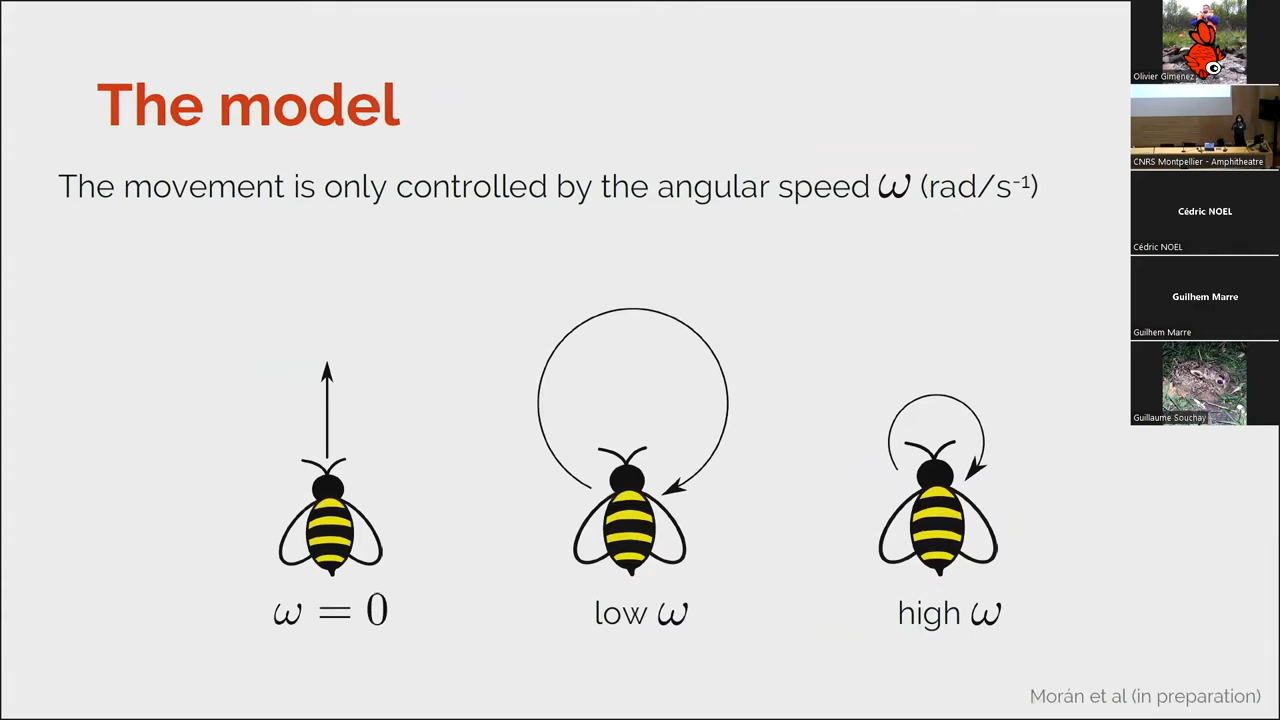 The model
The movement is only controlled by the angular speed ω (rad/s⁻¹)
ω = 0
low ω
high ω
Morán et al (in preparation)
Olivier Gimenez
CNRS Montpellier - Amphitheatre
Cédric NOEL
Cédric NOEL
Guilhem Marre
Guilhem Marre
Guillaume Souchay